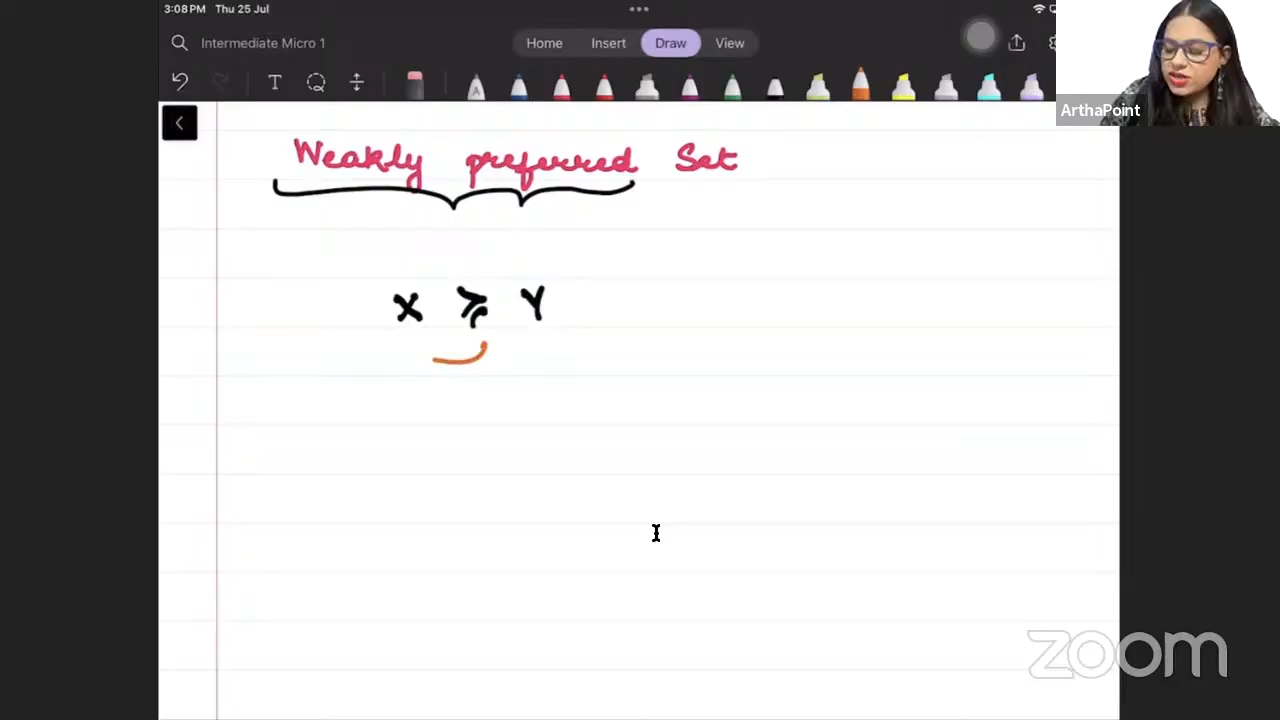 3:08 PM Thu 25 Jul
Intermediate Micro 1
Home Insert Draw View
T
A
ArthaPoint
Weakly preferred Set
X ≽ Y
zoom